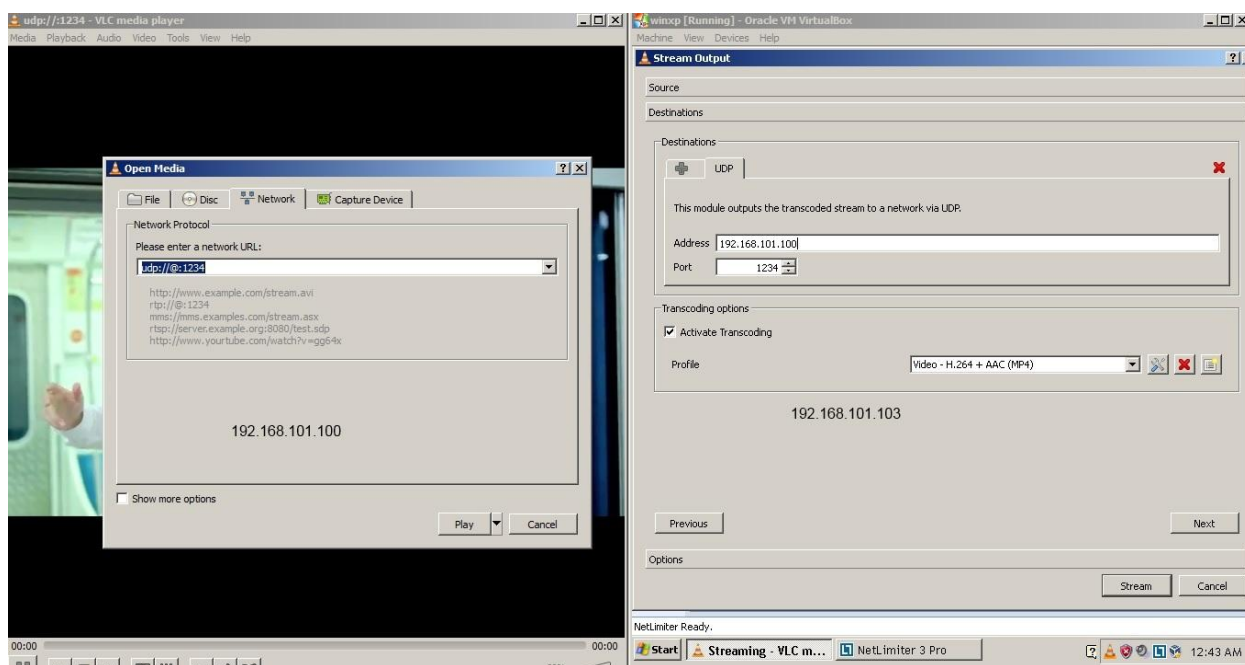 udp://:1234 - VLC media player
Media Playback Audio Video Tools View Help
Open Media
File Disc Network Capture Device
Network Protocol
Please enter a network URL:
udp://@:1234
http://www.example.com/stream.avi
rtp://@:1234
mms://mms.examples.com/stream.asx
rtsp://server.example.org:8080/test.sdp
http://www.yourtube.com/watch?v=gg64x
192.168.101.100
Show more options
Play Cancel
00:00 00:00
winxp [Running] - Oracle VM VirtualBox
Machine View Devices Help
Stream Output
Source
Destinations
Destinations
UDP
This module outputs the transcoded stream to a network via UDP.
Address 192.168.101.100
Port 1234
Transcoding options
Activate Transcoding
Profile Video - H.264 + AAC (MP4)
192.168.101.103
Previous Next
Options
Stream Cancel
NetLimiter Ready.
Start Streaming - VLC m... NetLimiter 3 Pro 12:43 AM